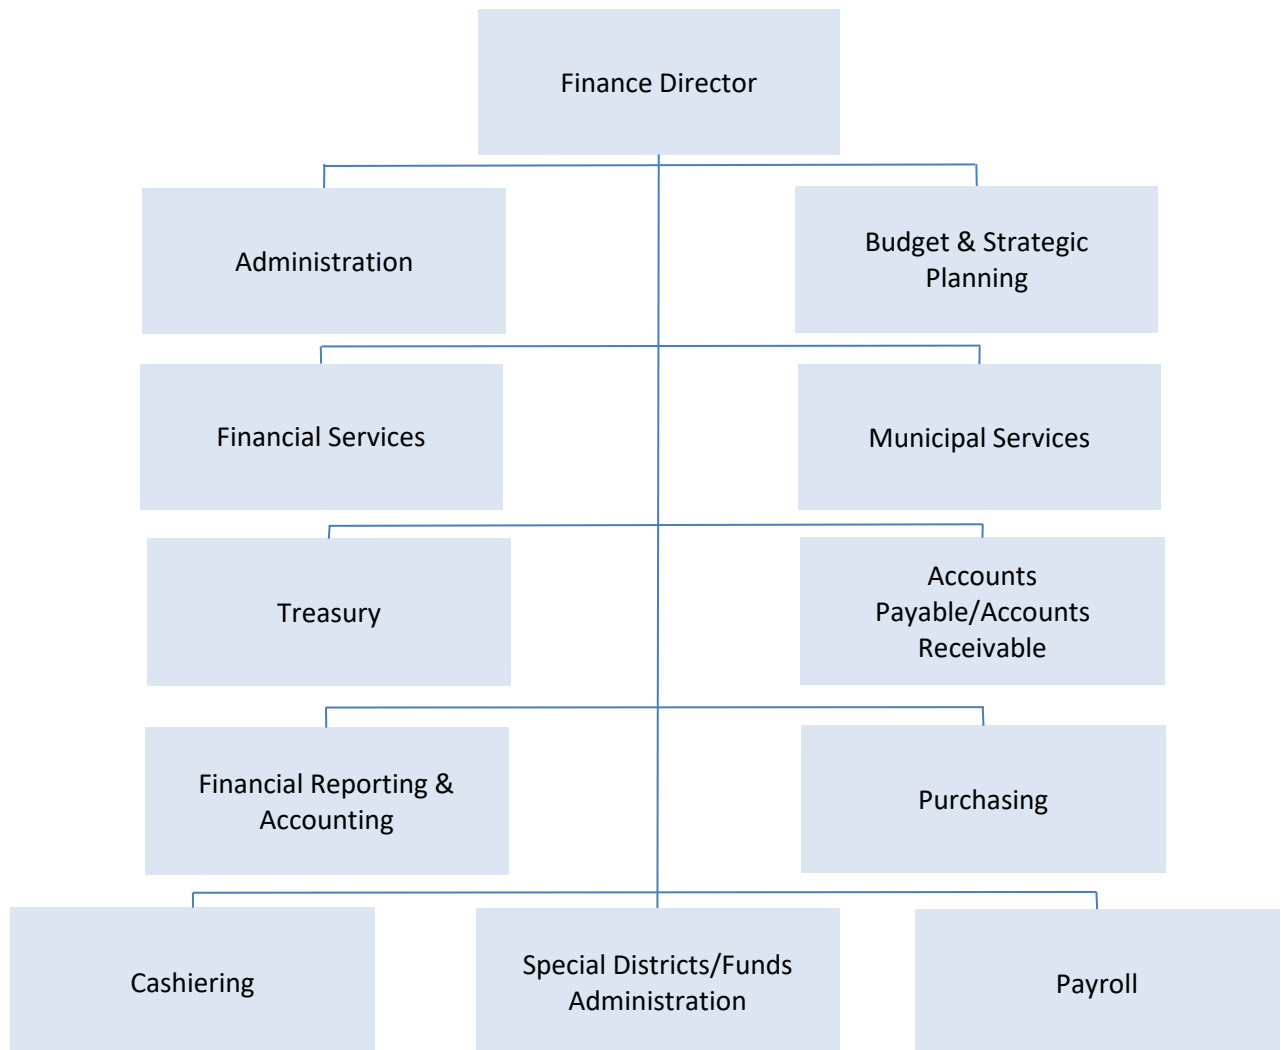 Finance Director
Administration
Budget & Strategic
Planning
Financial Services
Municipal Services
Treasury
Accounts
Payable/Accounts
Receivable
Financial Reporting &
Accounting
Purchasing
Cashiering
Special Districts/Funds
Administration
Payroll